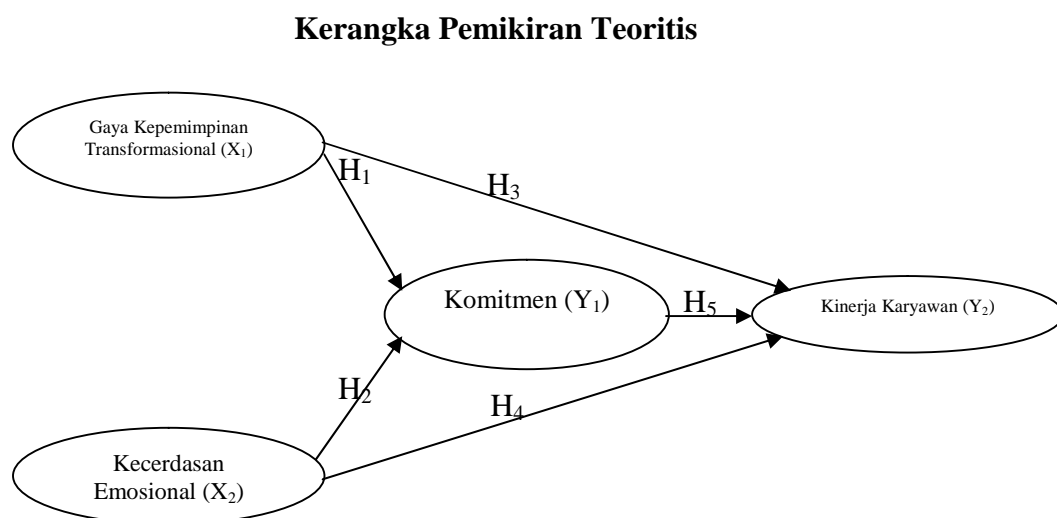 Kerangka Pemikiran Teoritis
Gaya Kepemimpinan
Transformasional (X₁)
H₁
H₃
Komitmen (Y₁)
H₅
Kinerja Karyawan (Y₂)
H₂
H₄
Kecerdasan
Emosional (X₂)